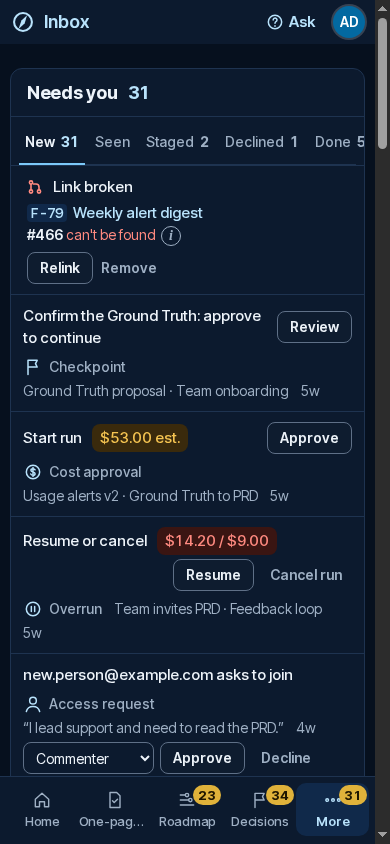 Inbox
Ask
AD
Needs you 31
New 31 Seen Staged 2 Declined 1 Done 5
Link broken
F-79 Weekly alert digest
#466 can't be found i
Relink Remove
Confirm the Ground Truth: approve
to continue
Review
Checkpoint
Ground Truth proposal · Team onboarding 5w
Start run $53.00 est. Approve
Cost approval
Usage alerts v2 · Ground Truth to PRD 5w
Resume or cancel $14.20 / $9.00
Resume Cancel run
Overrun Team invites PRD · Feedback loop
5w
new.person@example.com asks to join
Access request
“I lead support and need to read the PRD.” 4w
Commenter Approve Decline
23 34 31
Home One-pag… Roadmap Decisions More